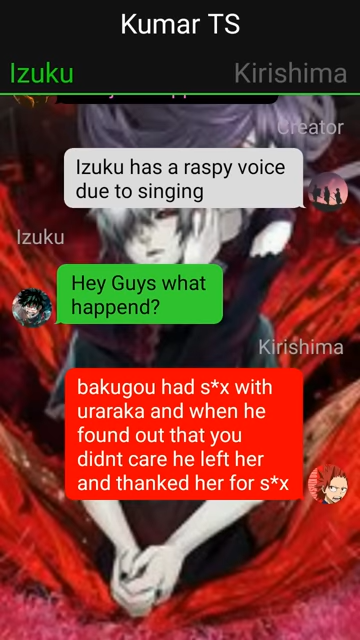 Kumar TS
Izuku Kirishima
Creator
Izuku has a raspy voice
due to singing
Izuku
Hey Guys what
happend?
Kirishima
bakugou had s*x with
uraraka and when he
found out that you
didnt care he left her
and thanked her for s*x